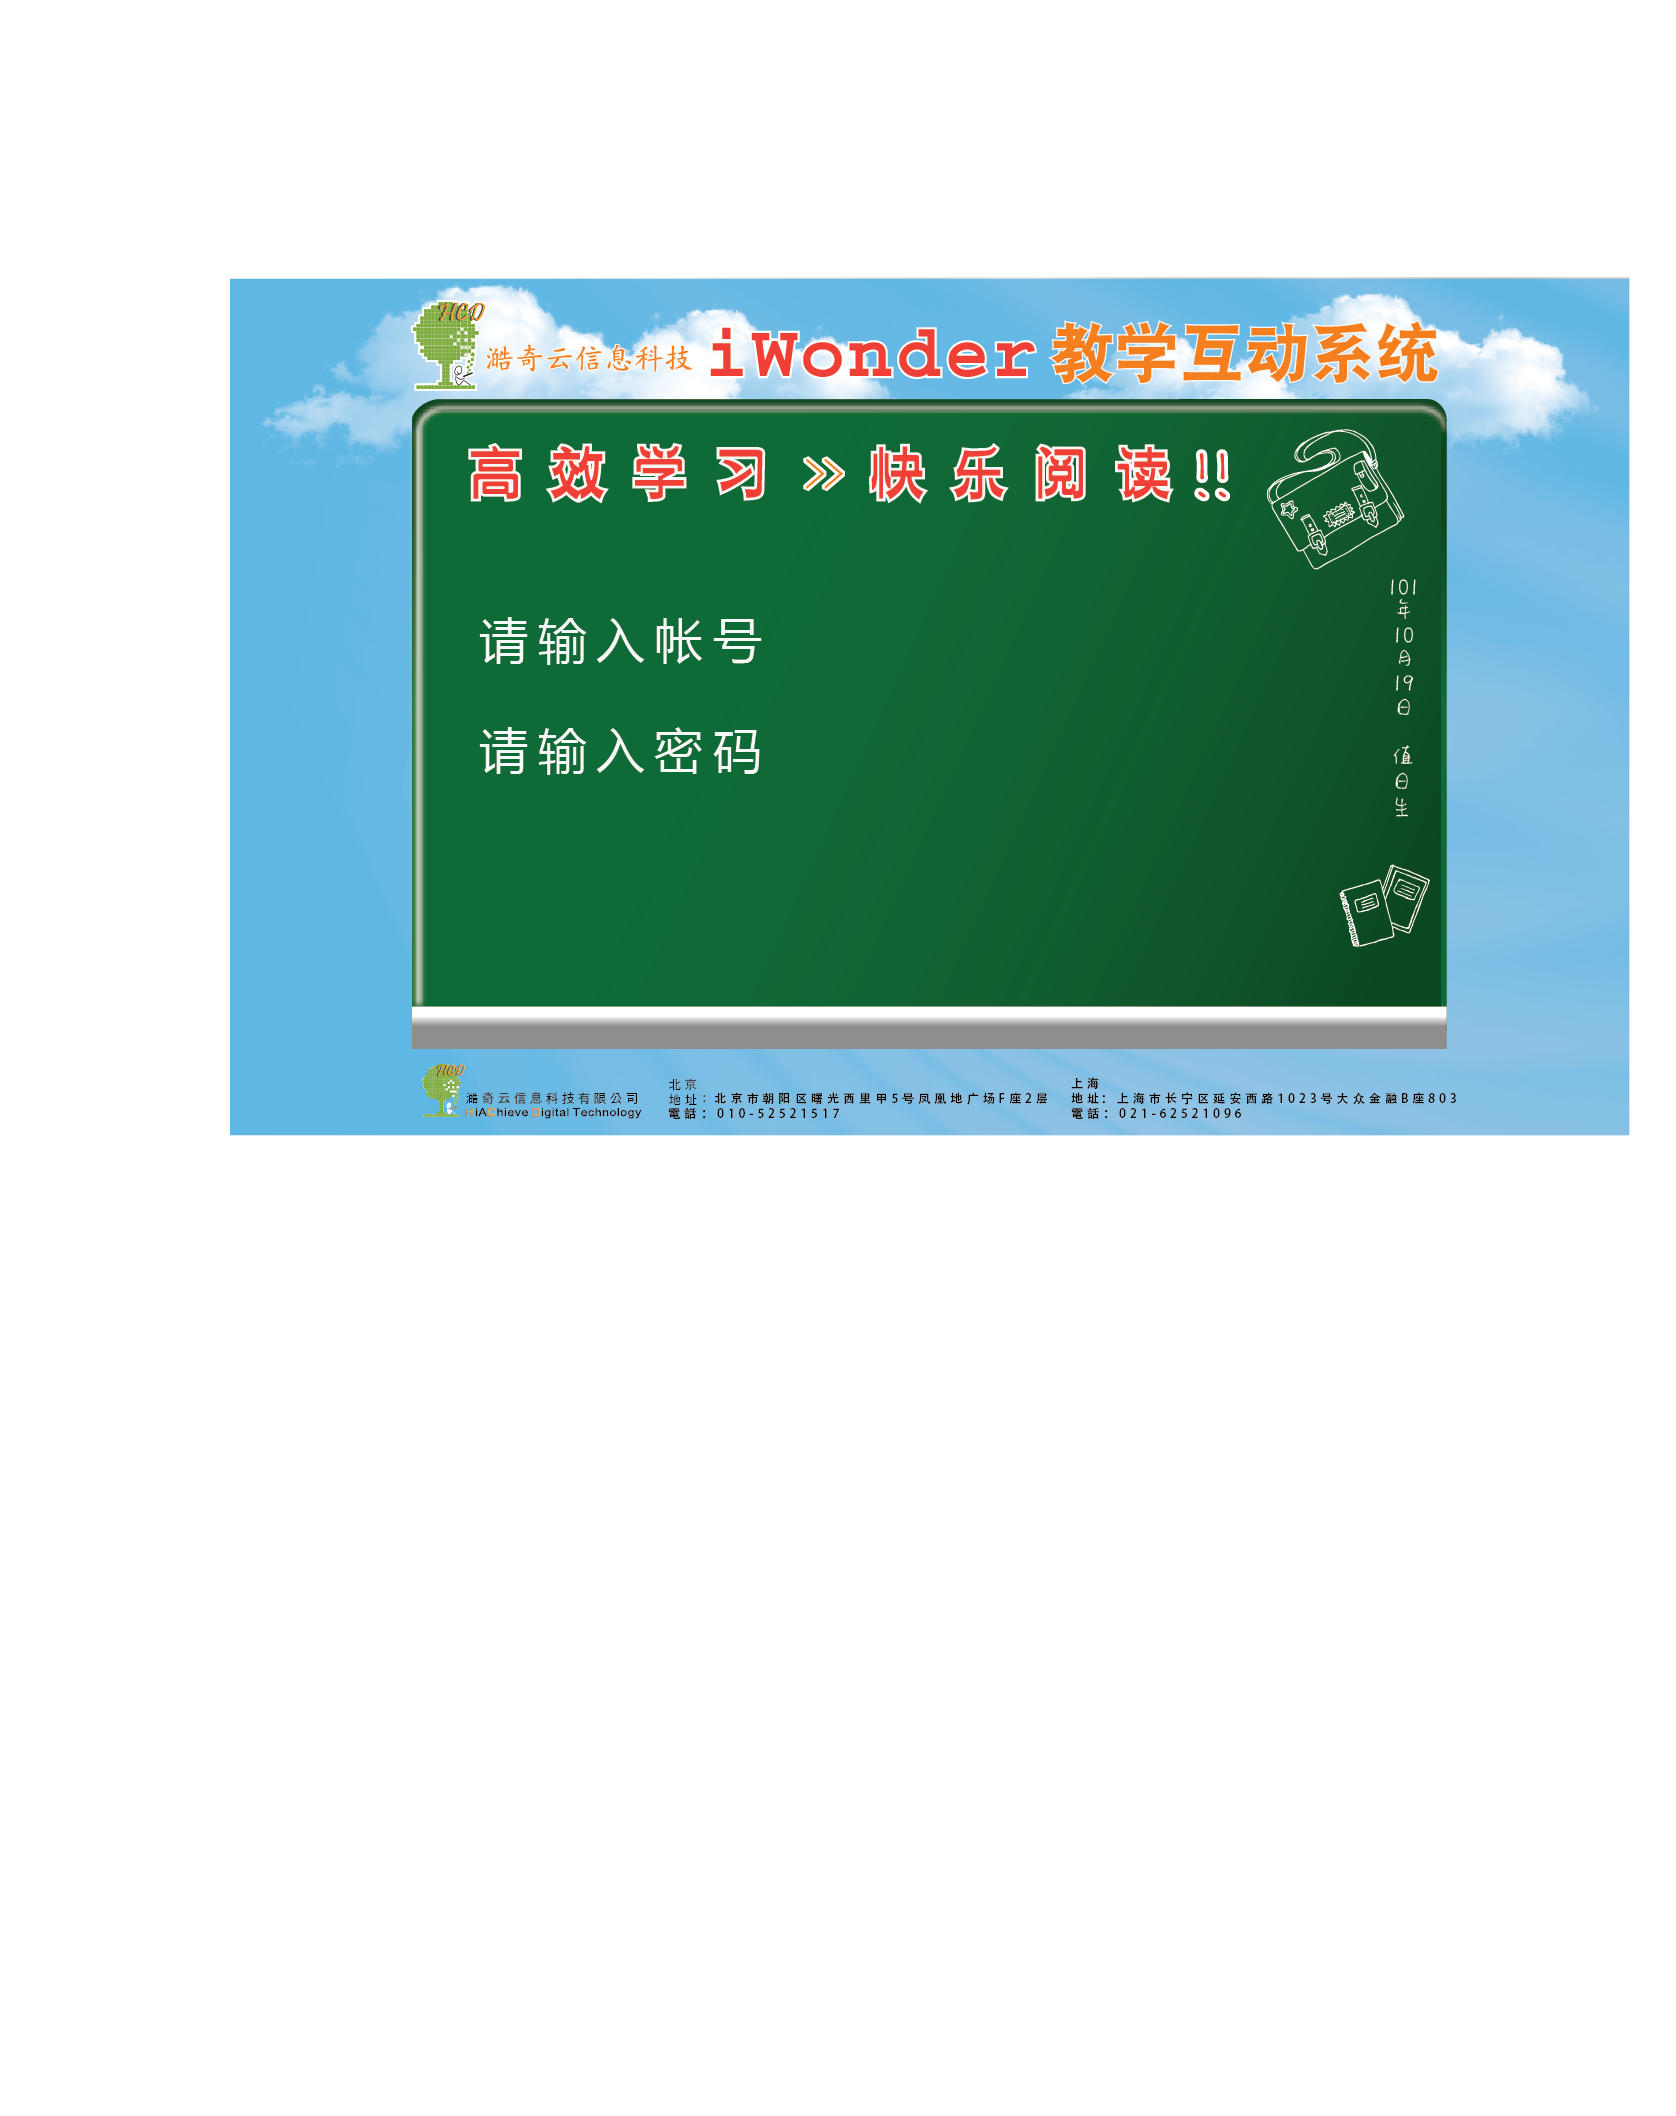 HCD
澔奇云信息科技 iWonder 教学互动系统
高效学习 >> 快乐阅读!!
请输入帐号
请输入密码
101年10月19日 值日生
HCD
澔奇云信息科技有限公司
HiAChieve Digital Technology
北京
地址：北京市朝阳区曙光西里甲5号凤凰地广场F座2层
電話：010-52521517
上海
地址：上海市长宁区延安西路1023号大众金融B座803
電話：021-62521096